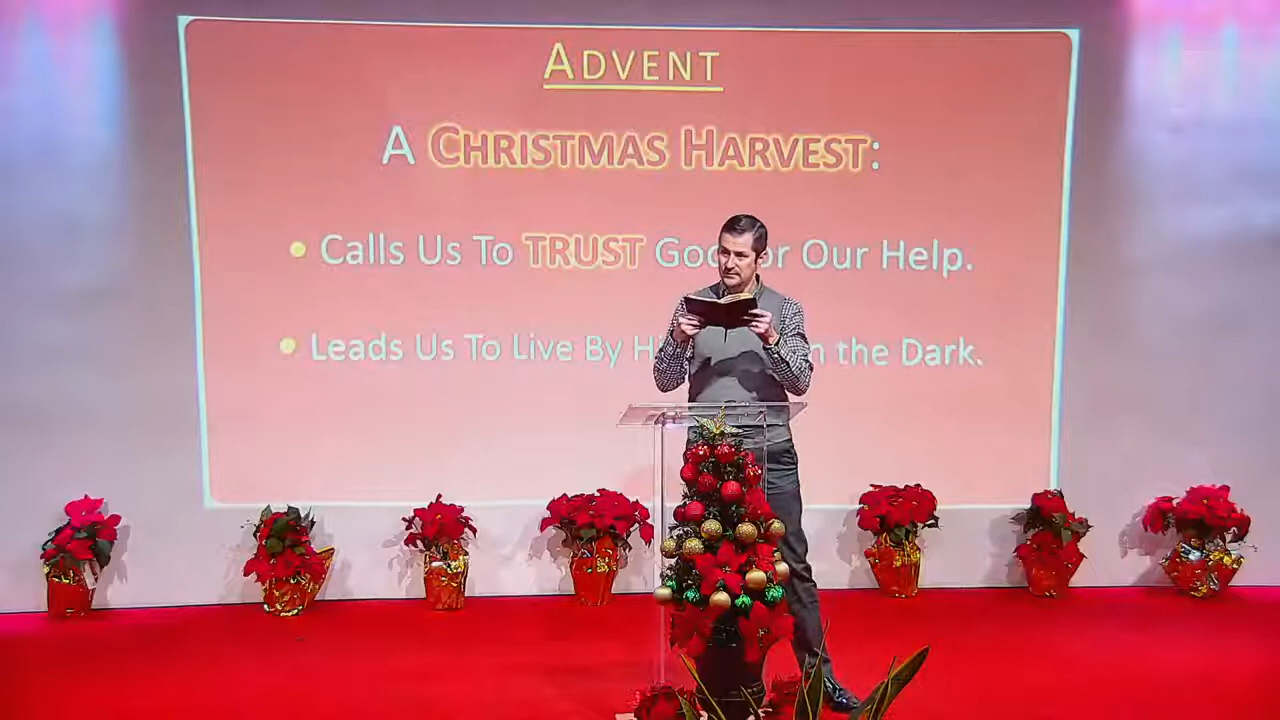 ADVENT
A CHRISTMAS HARVEST:
• Calls Us To TRUST Our Help.
• Leads Us To Live By the Dark.